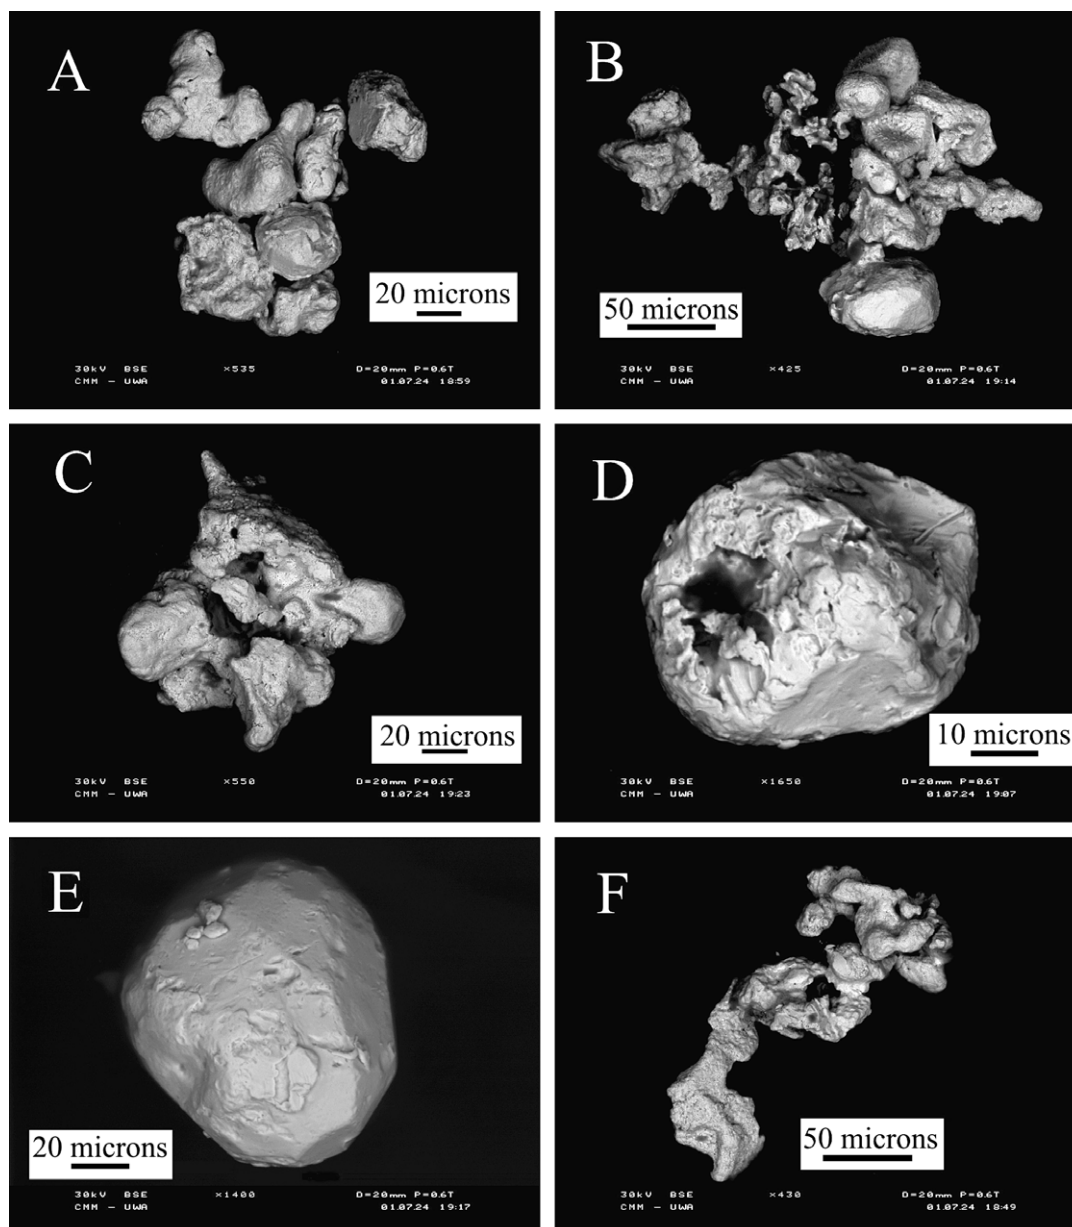 A
20 microns
30kV BSE ×535 D=20mm P=0.6T
CMM – UWA 01.07.24 18:59
B
50 microns
30kV BSE ×425 D=20mm P=0.6T
CMM – UWA 01.07.24 19:14
C
20 microns
30kV BSE ×550 D=20mm P=0.6T
CMM – UWA 01.07.24 19:23
D
10 microns
30kV BSE ×1650 D=20mm P=0.6T
CMM – UWA 01.07.24 19:07
E
20 microns
30kV BSE ×1400 D=20mm P=0.6T
CMM – UWA 01.07.24 19:17
F
50 microns
30kV BSE ×430 D=20mm P=0.6T
CMM – UWA 01.07.24 18:49